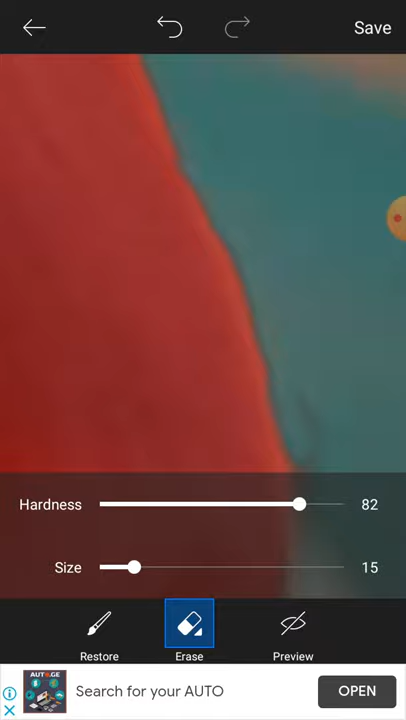 Save
Hardness 82
Size 15
Restore Erase Preview
Search for your AUTO
OPEN